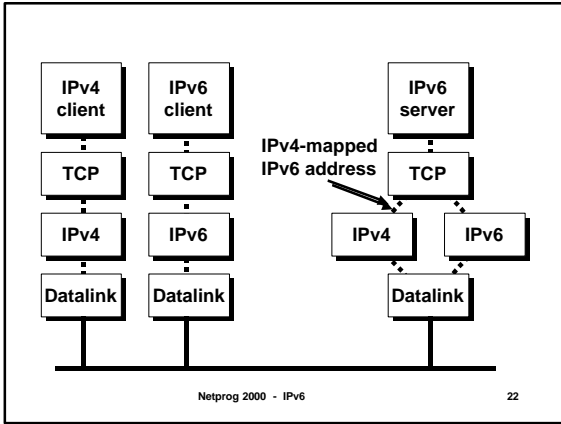 IPv4
client
IPv6
client
IPv6
server
IPv4-mapped
IPv6 address
TCP
TCP
TCP
IPv4
IPv6
IPv4
IPv6
Datalink
Datalink
Datalink
Netprog 2000 - IPv6
22